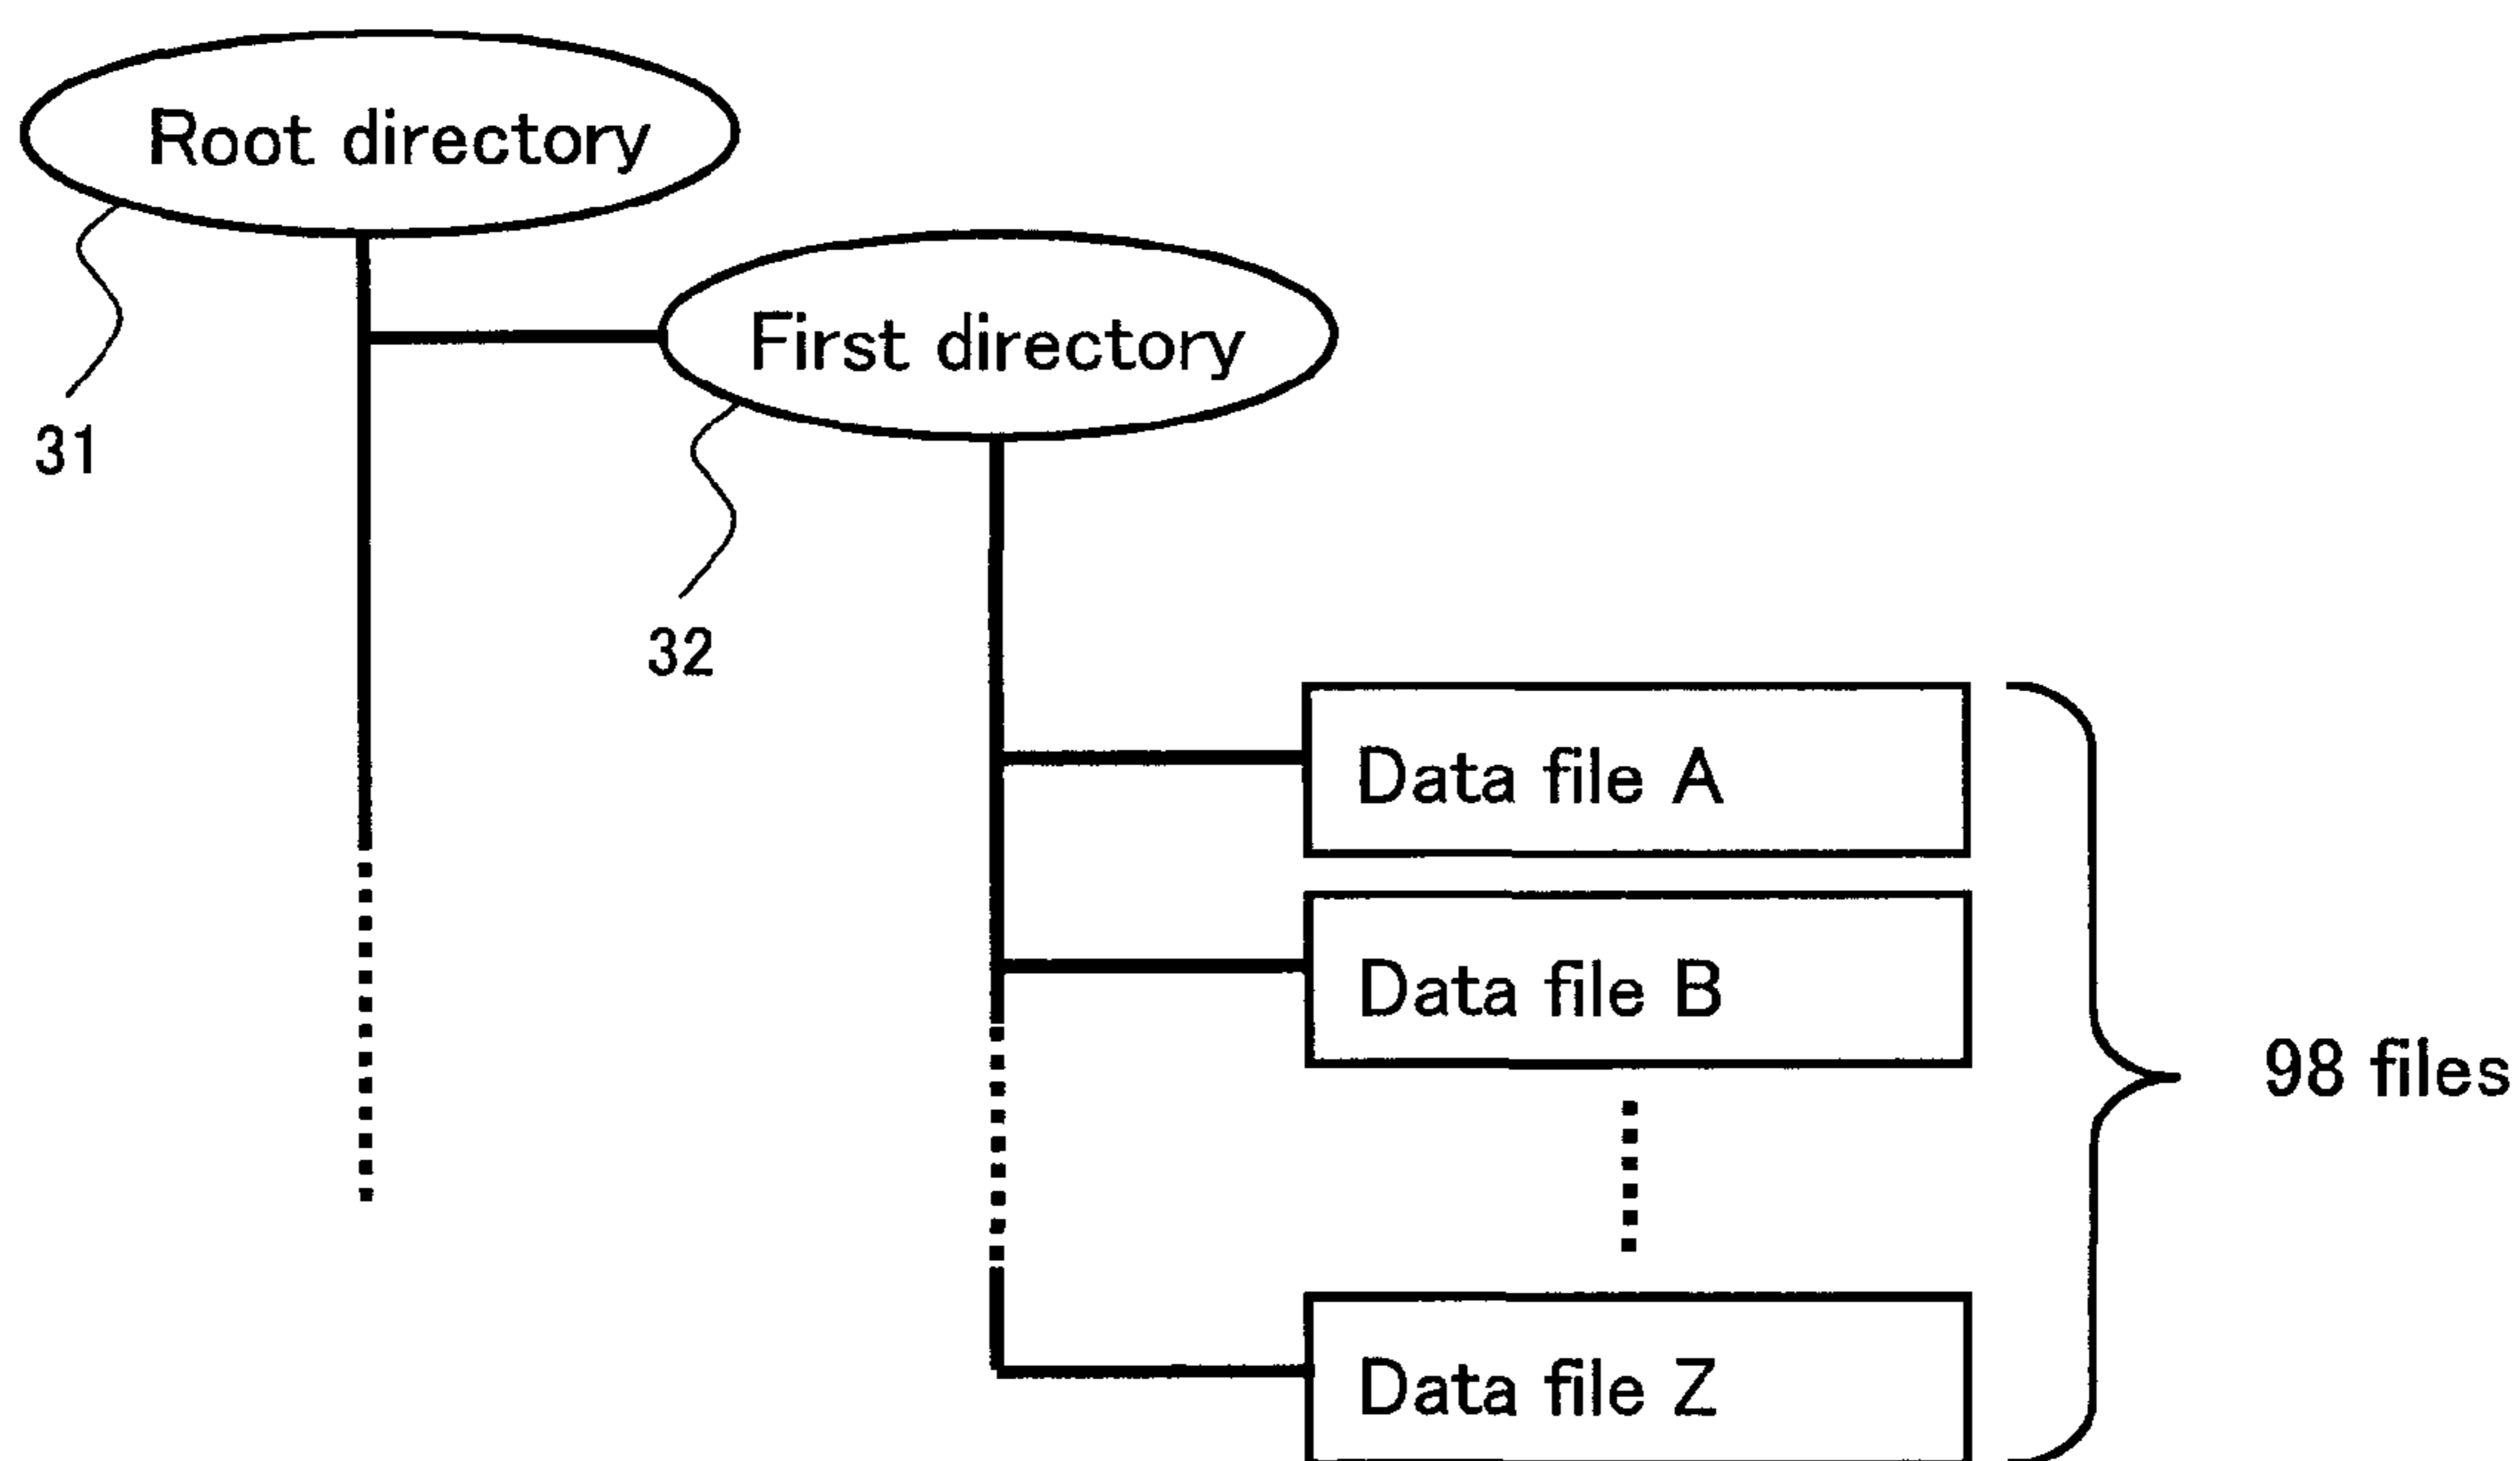 Root directory
First directory
31
32
Data file A
Data file B
98 files
Data file Z